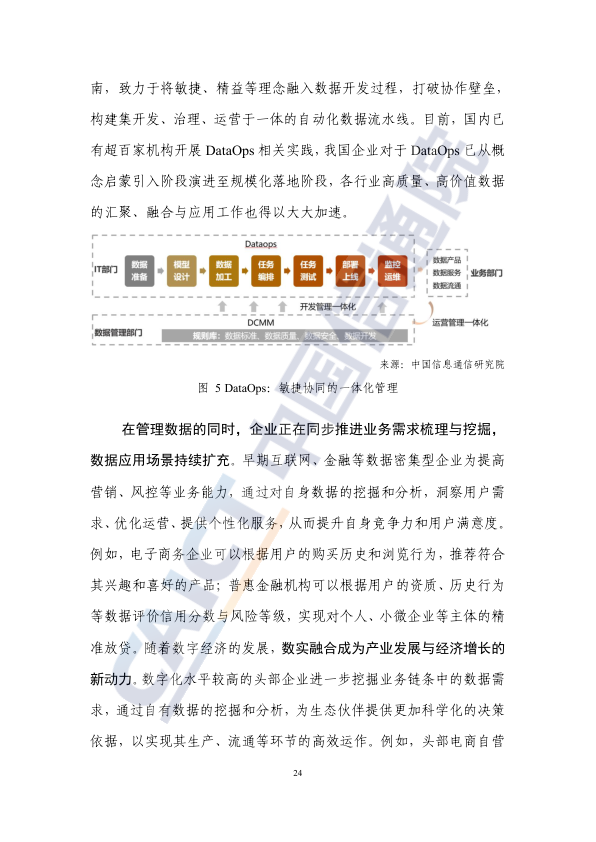 南，致力于将敏捷、精益等理念融入数据开发过程，打破协作壁垒，
构建集开发、治理、运营于一体的自动化数据流水线。目前，国内已
有超百家机构开展 DataOps 相关实践，我国企业对于 DataOps 已从概
念启蒙引入阶段演进至规模化落地阶段，各行业高质量、高价值数据
的汇聚、融合与应用工作也得以大大加速。
Dataops
IT部门
数据准备
模型设计
数据加工
任务编排
任务测试
部署上线
监控运维
数据产品
数据服务
数据流通
业务部门
开发管理一体化
运营管理一体化
DCMM
数据管理部门
规则库：数据标准、数据质量、数据安全、数据开发
来源：中国信息通信研究院
图 5 DataOps：敏捷协同的一体化管理
在管理数据的同时，企业正在同步推进业务需求梳理与挖掘，
数据应用场景持续扩充。早期互联网、金融等数据密集型企业为提高
营销、风控等业务能力，通过对自身数据的挖掘和分析，洞察用户需
求、优化运营、提供个性化服务，从而提升自身竞争力和用户满意度。
例如，电子商务企业可以根据用户的购买历史和浏览行为，推荐符合
其兴趣和喜好的产品；普惠金融机构可以根据用户的资质、历史行为
等数据评价信用分数与风险等级，实现对个人、小微企业等主体的精
准放贷。随着数字经济的发展，数实融合成为产业发展与经济增长的
新动力。数字化水平较高的头部企业进一步挖掘业务链条中的数据需
求，通过自有数据的挖掘和分析，为生态伙伴提供更加科学化的决策
依据，以实现其生产、流通等环节的高效运作。例如，头部电商自营
24
CAICT 中国信通院